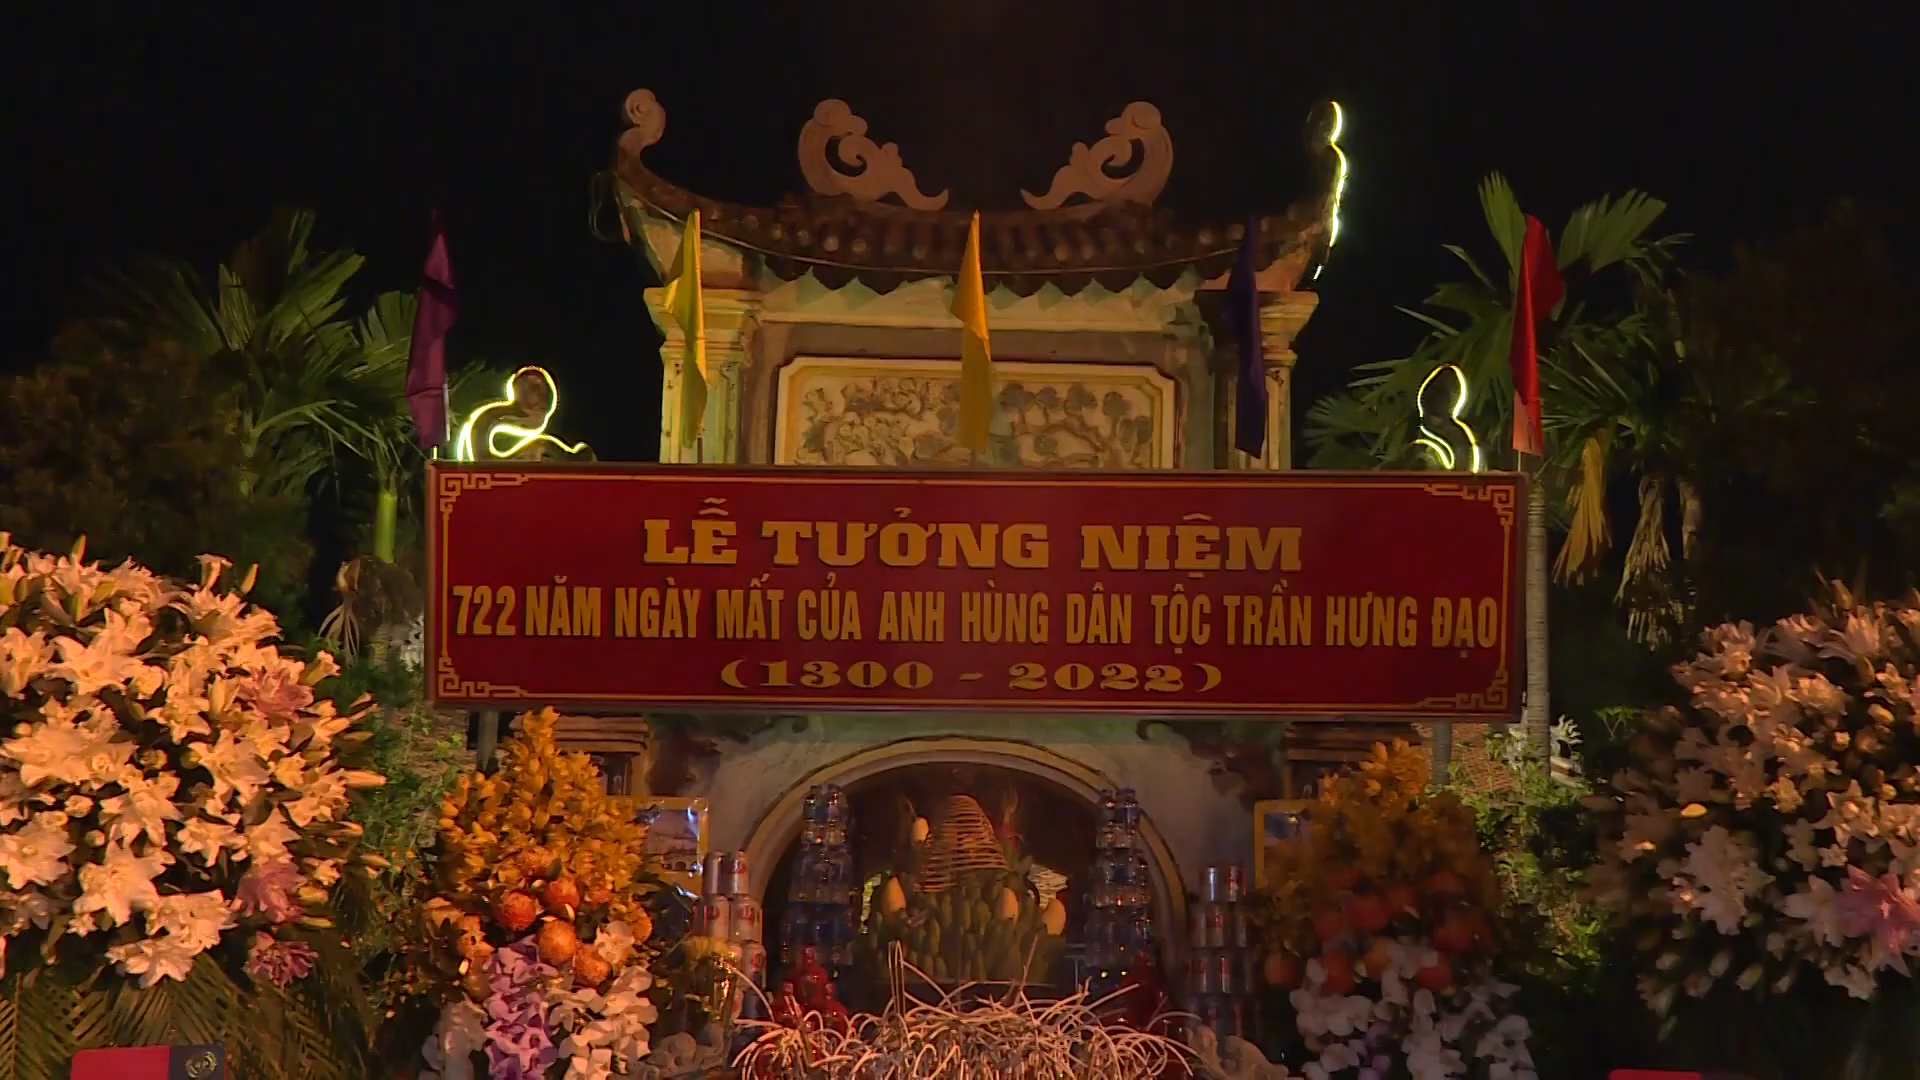 LỄ TƯỞNG NIỆM
722 NĂM NGÀY MẤT CỦA ANH HÙNG DÂN TỘC TRẦN HƯNG ĐẠO
(1300 - 2022)